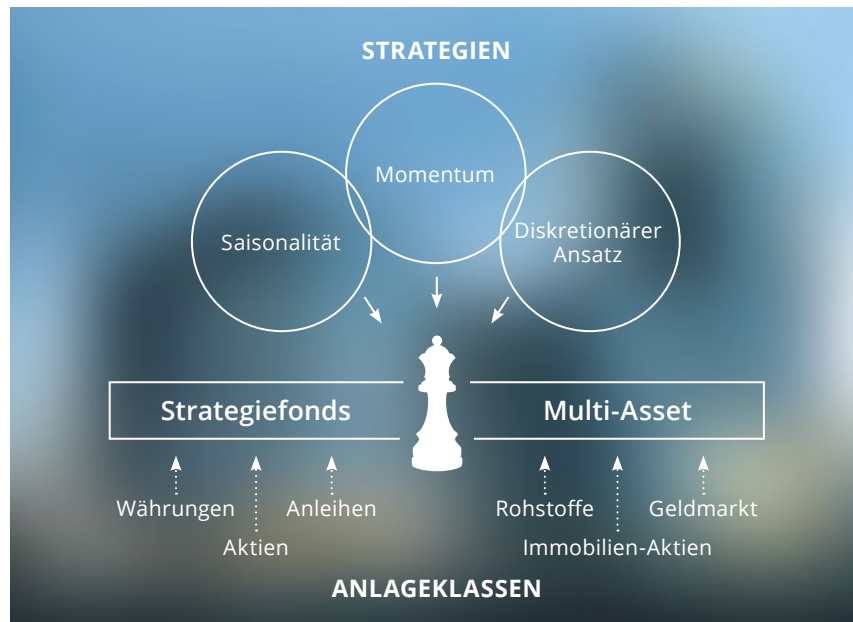 STRATEGIEN
Momentum
Saisonalität
Diskretionärer
Ansatz
Strategiefonds
Multi-Asset
Währungen
Anleihen
Rohstoffe
Geldmarkt
Aktien
Immobilien-Aktien
ANLAGEKLASSEN